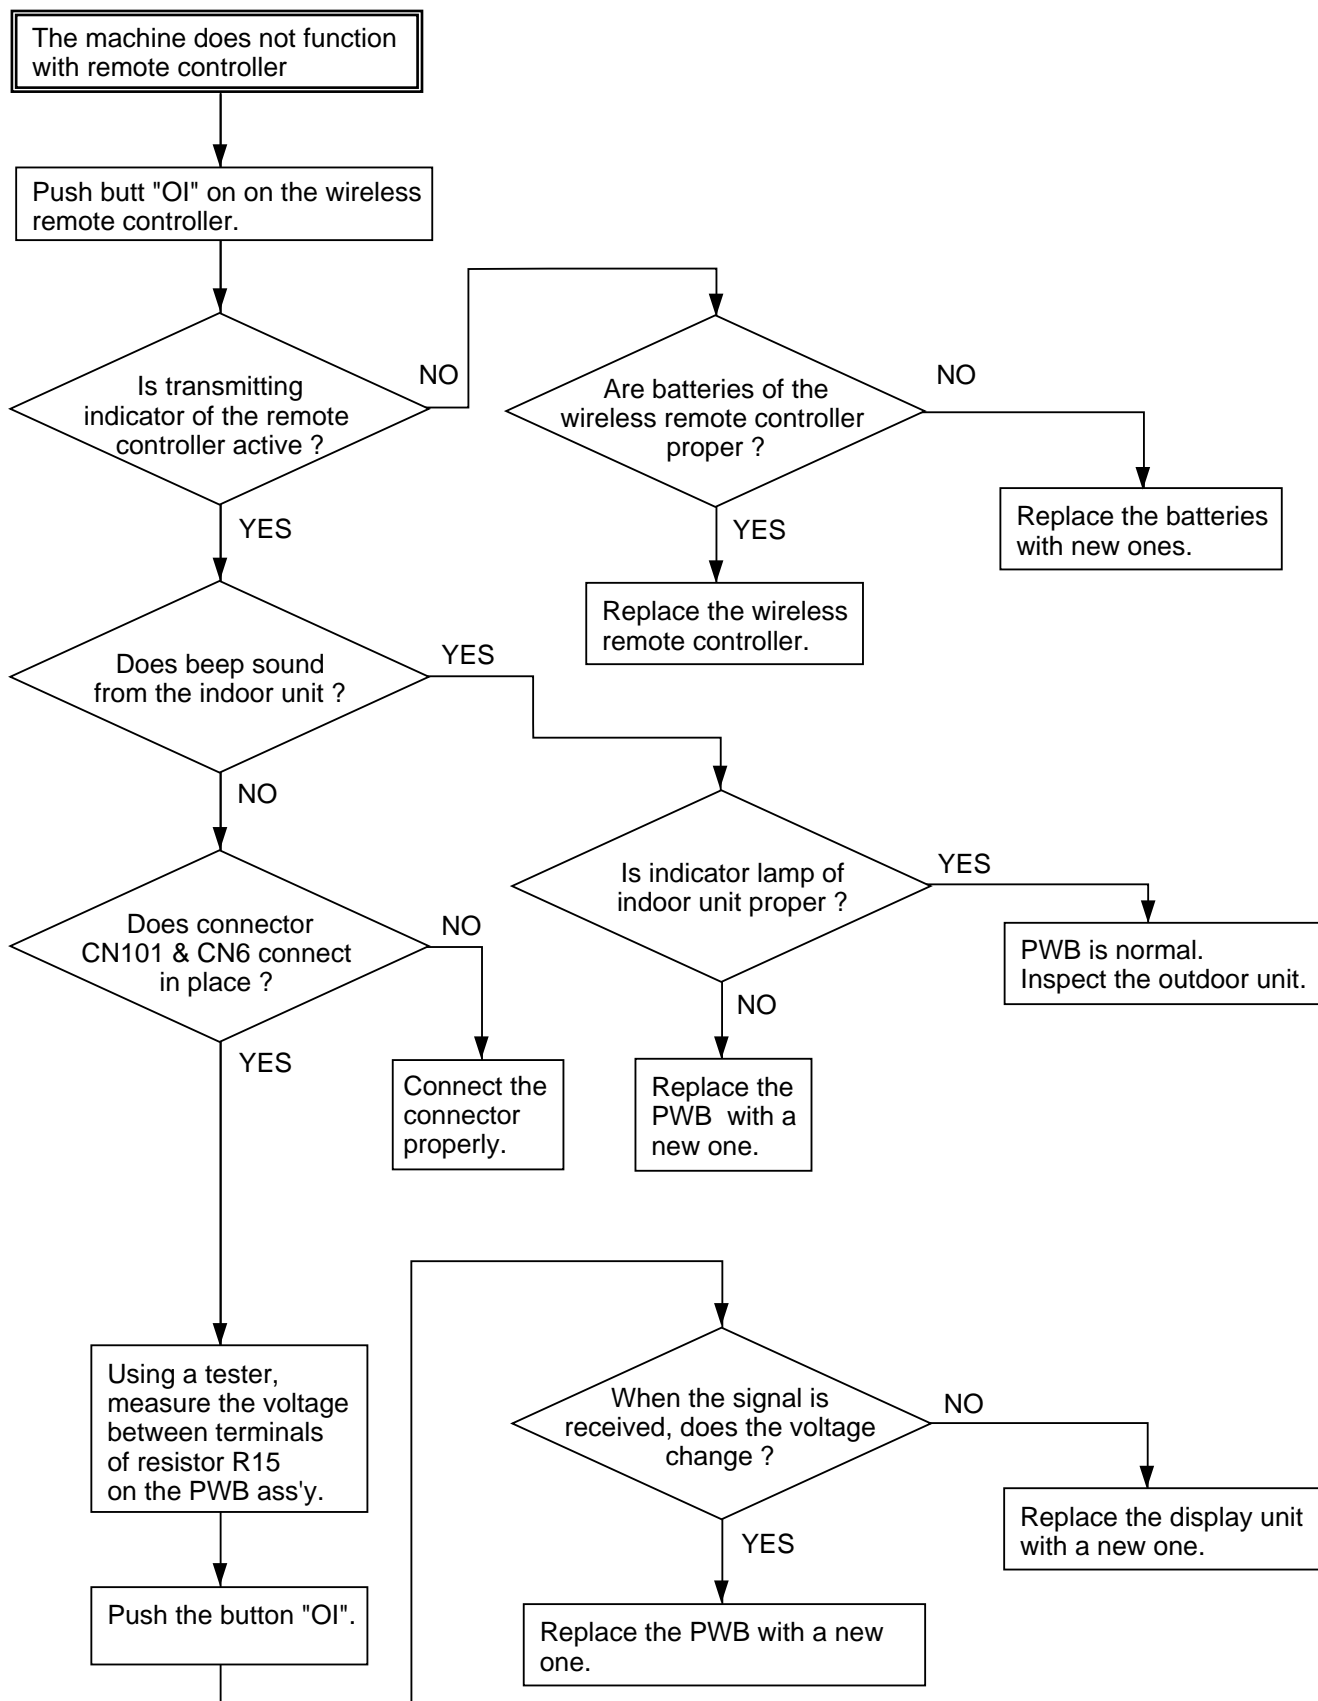 The machine does not function
with remote controller
Push butt "OI" on on the wireless
remote controller.
Is transmitting
indicator of the remote
controller active ?
NO
Are batteries of the
wireless remote controller
proper ?
NO
YES
YES
Replace the batteries
with new ones.
Replace the wireless
remote controller.
Does beep sound
from the indoor unit ?
YES
NO
Is indicator lamp of
indoor unit proper ?
YES
Does connector
CN101 & CN6 connect
in place ?
NO
PWB is normal.
Inspect the outdoor unit.
NO
YES
Connect the
connector
properly.
Replace the
PWB  with a
new one.
Using a tester,
measure the voltage
between terminals
of resistor R15
on the PWB ass'y.
When the signal is
received, does the voltage
change ?
NO
YES
Replace the display unit
with a new one.
Push the button "OI".
Replace the PWB with a new
one.